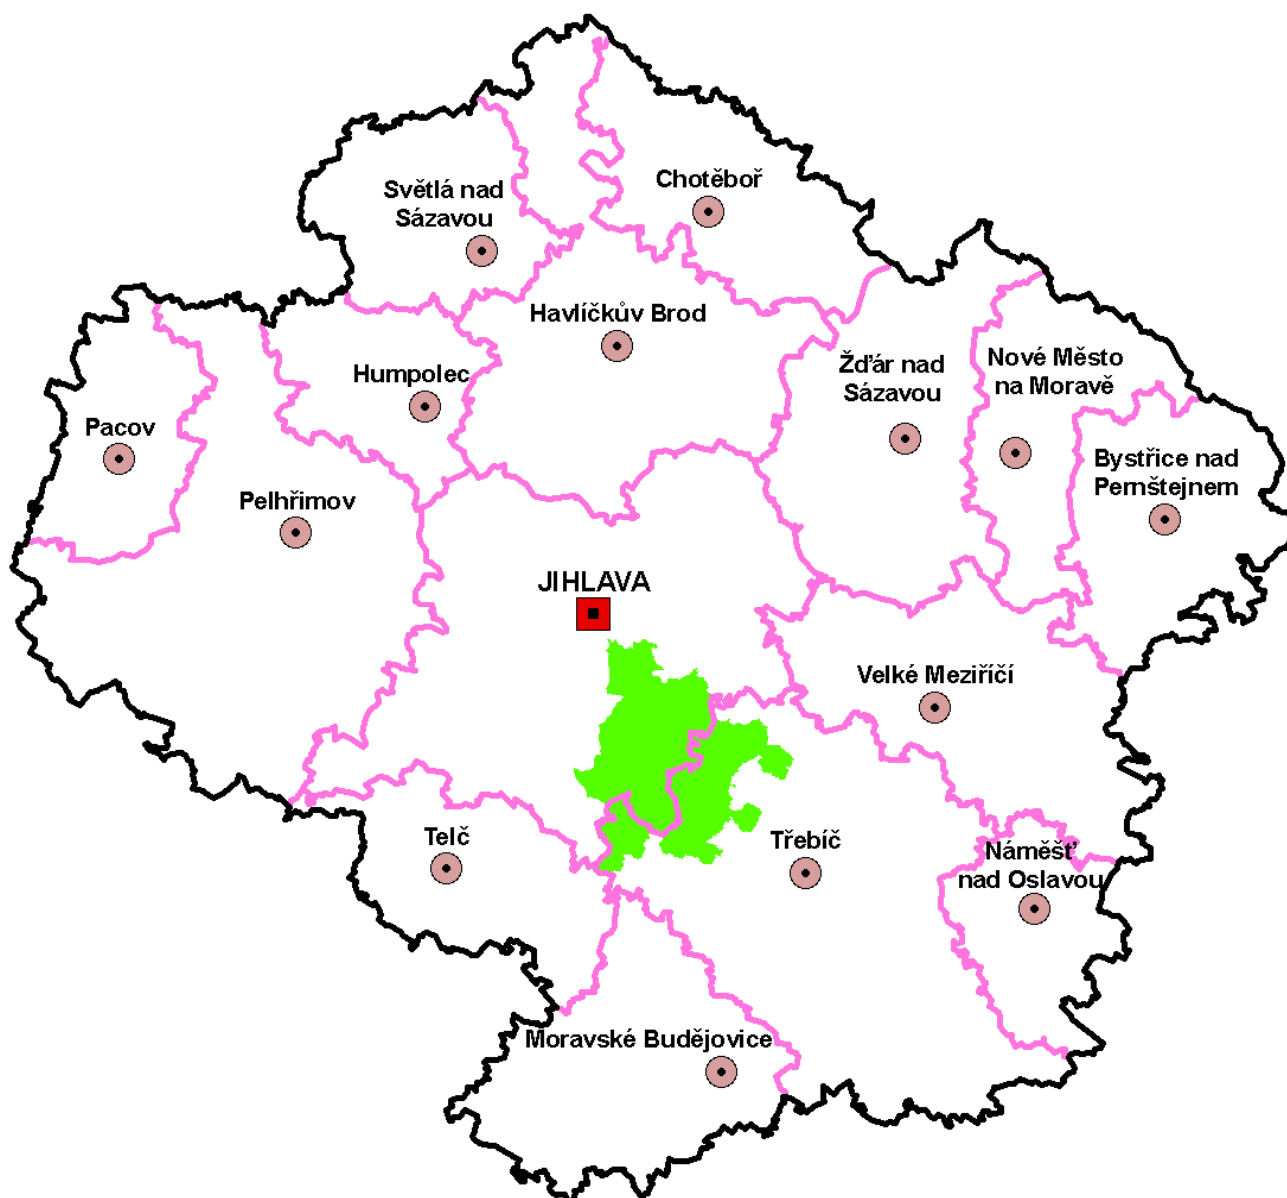 Chotěboř
Světlá nad
Sázavou
Havlíčkův Brod
Žďár nad
Sázavou
Nové Město
na Moravě
Humpolec
Pacov
Bystřice nad
Pernštejnem
Pelhřimov
JIHLAVA
Velké Meziříčí
Telč
Třebíč
Náměšť
nad Oslavou
Moravské Budějovice